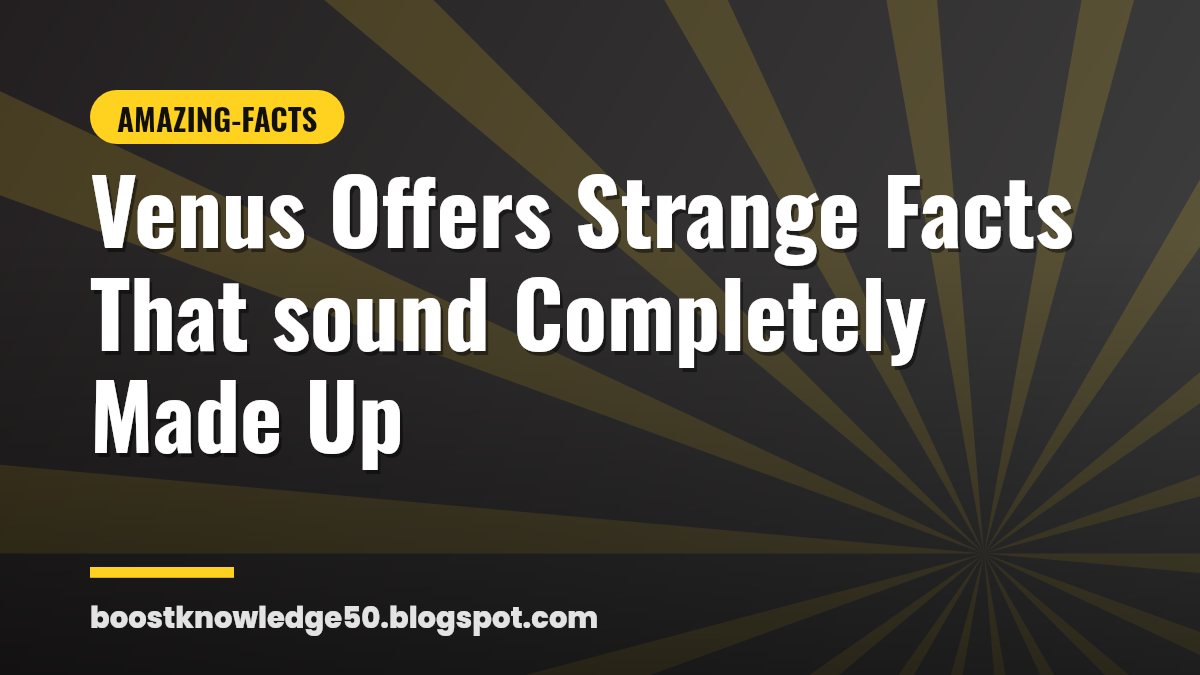 AMAZING-FACTS
Venus Offers Strange Facts
That sound Completely
Made Up
boostknowledge50.blogspot.com